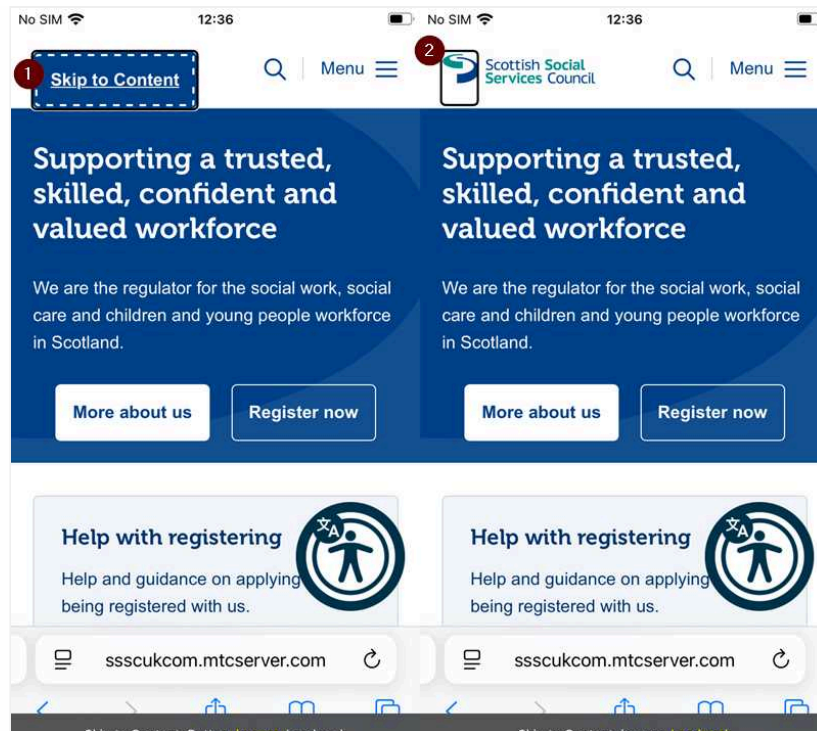 No SIM 12:36
1
Skip to Content
Menu
Supporting a trusted,
skilled, confident and
valued workforce
We are the regulator for the social work, social
care and children and young people workforce
in Scotland.
More about us
Register now
Help with registering
Help and guidance on applying
being registered with us.
ssscukcom.mtcserver.com
No SIM 12:36
2
Scottish Social
Services Council
Menu
Supporting a trusted,
skilled, confident and
valued workforce
We are the regulator for the social work, social
care and children and young people workforce
in Scotland.
More about us
Register now
Help with registering
Help and guidance on applying
being registered with us.
ssscukcom.mtcserver.com